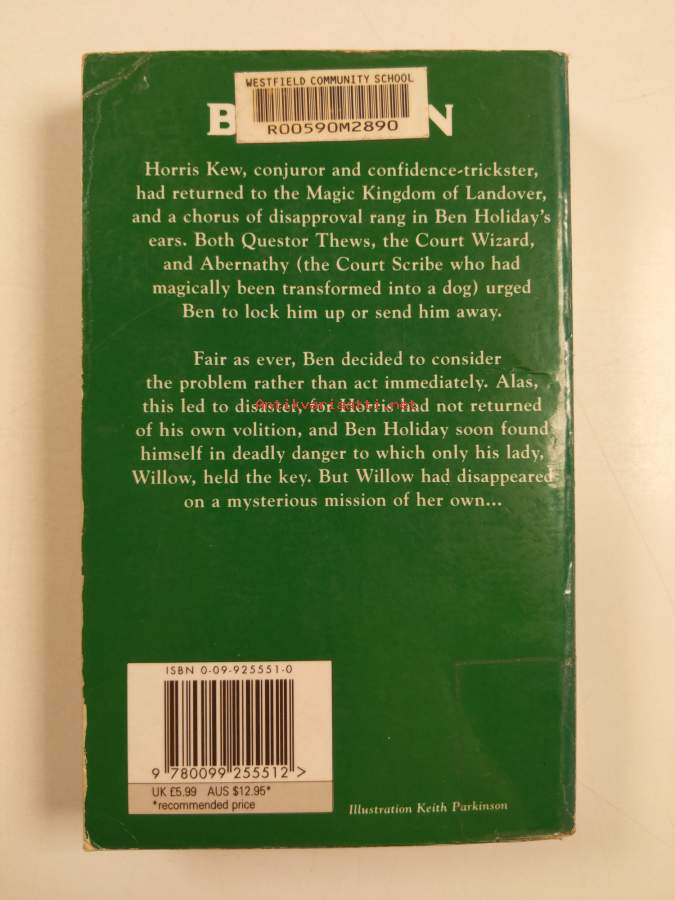 WESTFIELD COMMUNITY SCHOOL
R00590M2890
B N
Horris Kew, conjuror and confidence-trickster,
had returned to the Magic Kingdom of Landover,
and a chorus of disapproval rang in Ben Holiday's
ears. Both Questor Thews, the Court Wizard,
and Abernathy (the Court Scribe who had
magically been transformed into a dog) urged
Ben to lock him up or send him away.
Fair as ever, Ben decided to consider
the problem rather than act immediately. Alas,
this led to disaster, for Horris had not returned
Antikvariaatti.net
of his own volition, and Ben Holiday soon found
himself in deadly danger to which only his lady,
Willow, held the key. But Willow had disappeared
on a mysterious mission of her own...
ISBN 0-09-925551-0
9 780099 255512 >
UK £5.99 AUS $12.95*
*recommended price
Illustration Keith Parkinson